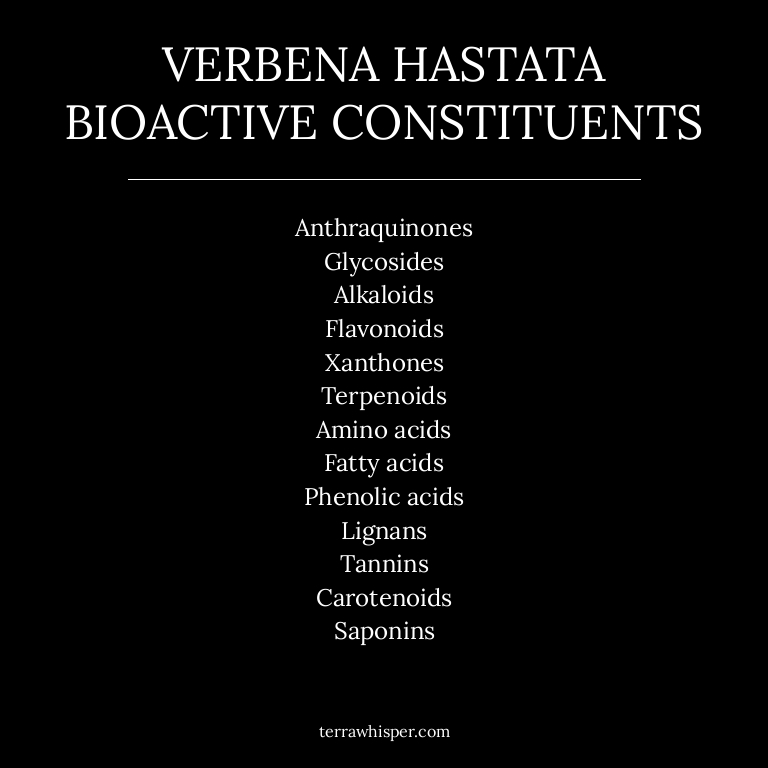 VERBENA HASTATA
BIOACTIVE CONSTITUENTS
Anthraquinones
Glycosides
Alkaloids
Flavonoids
Xanthones
Terpenoids
Amino acids
Fatty acids
Phenolic acids
Lignans
Tannins
Carotenoids
Saponins
terrawhisper.com